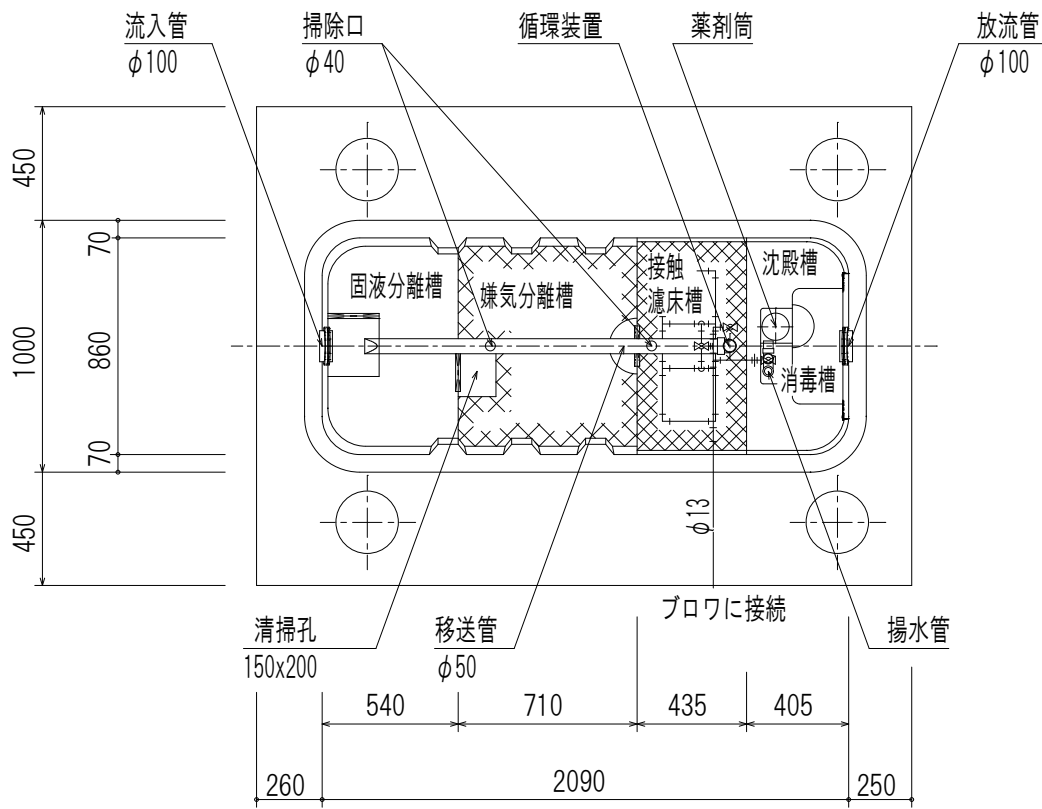 流入管
φ100
掃除口
φ40
循環装置
薬剤筒
放流管
φ100
450
70
1000
860
70
450
固液分離槽
嫌気分離槽
接触
濾床槽
沈殿槽
消毒槽
φ13
ブロワに接続
清掃孔
150x200
移送管
φ50
揚水管
540
710
435
405
260
2090
250